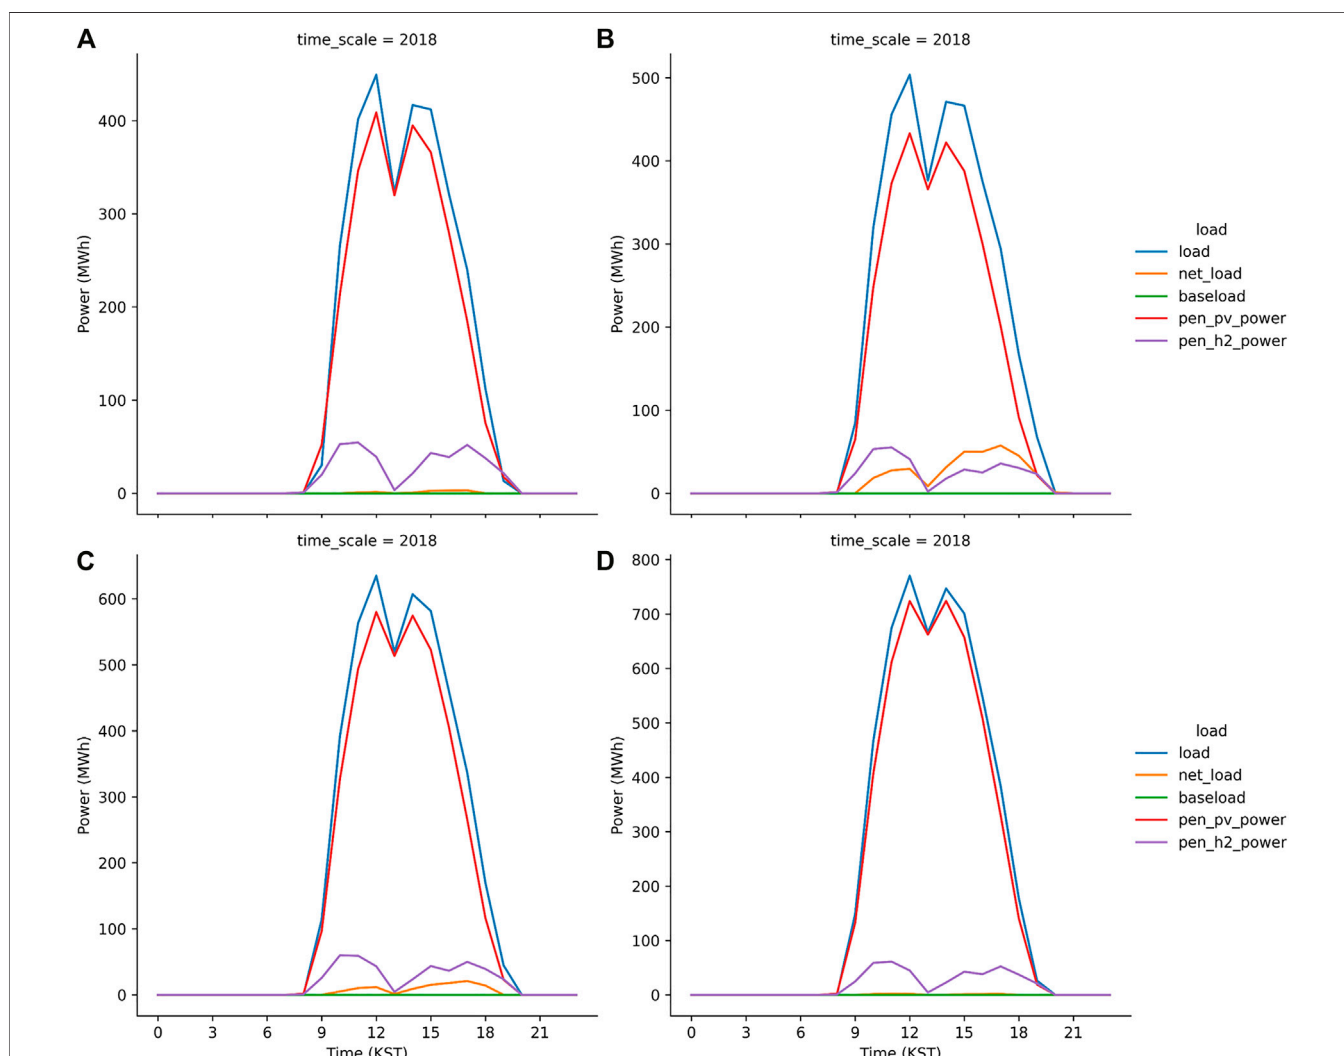 A
time_scale = 2018
400
300
200
100
0
Power (MWh)
B
time_scale = 2018
500
400
300
200
100
0
Power (MWh)
load
load
net_load
baseload
pen_pv_power
pen_h2_power
C
time_scale = 2018
600
500
400
300
200
100
0
Power (MWh)
0 3 6 9 12 15 18 21
Time (KST)
D
time_scale = 2018
800
700
600
500
400
300
200
100
0
Power (MWh)
0 3 6 9 12 15 18 21
Time (KST)
load
load
net_load
baseload
pen_pv_power
pen_h2_power